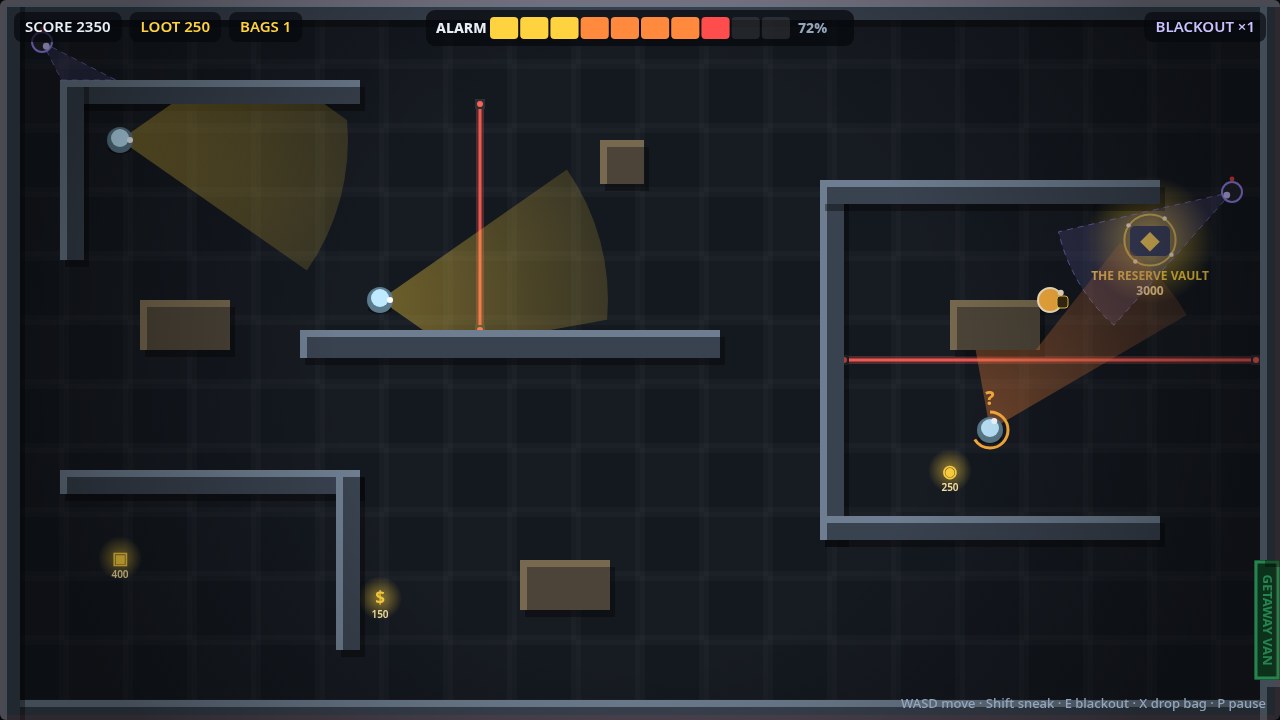 SCORE 2350
LOOT 250
BAGS 1
ALARM
72%
BLACKOUT ×1
THE RESERVE VAULT
3000
?
250
400
$
150
GETAWAY VAN
WASD move · Shift sneak · E blackout · X drop bag · P pause